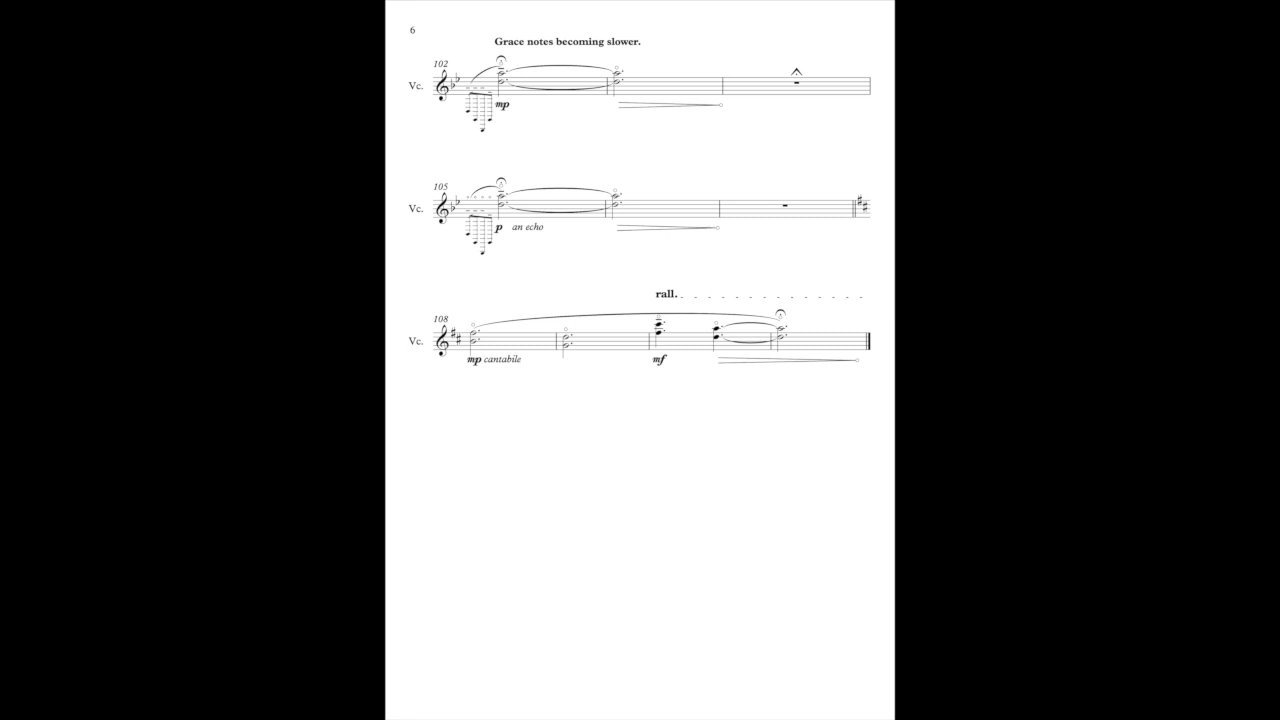 6
Grace notes becoming slower.
102
Vc.
mp
105
Vc.
p an echo
rall.
108
Vc.
mp cantabile mf